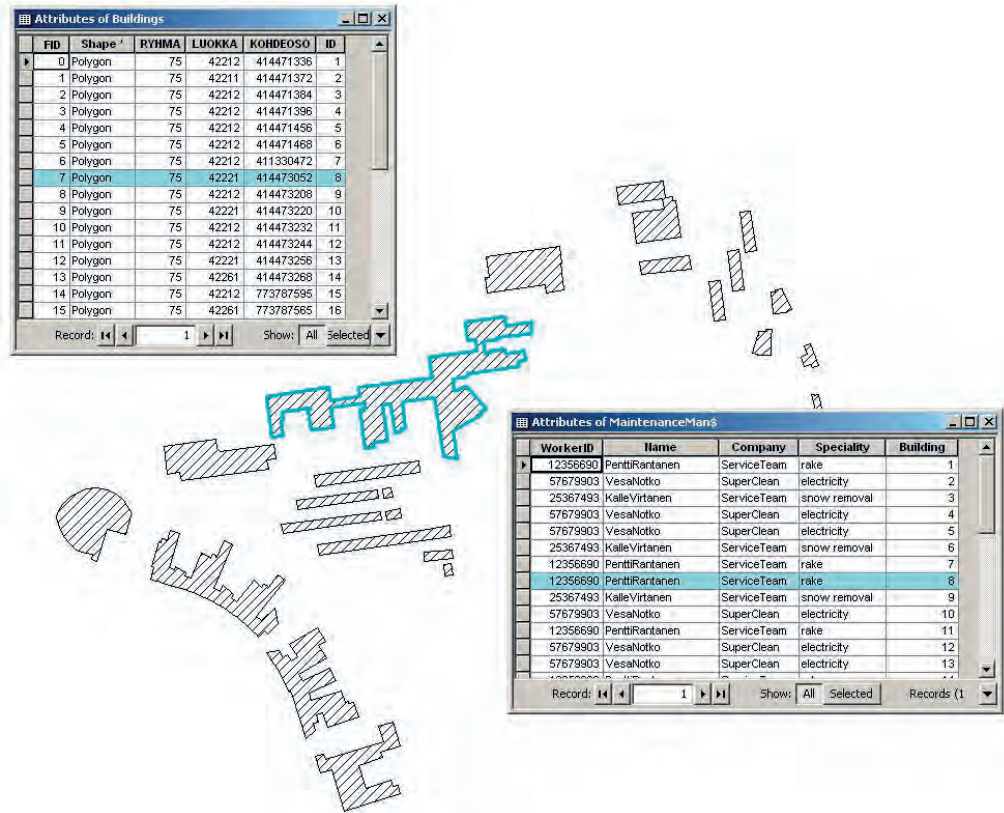 Attributes of Buildings
FID Shape * RYHMA LUOKKA KOHDEOSO ID
0 Polygon 75 42212 414471336 1
1 Polygon 75 42211 414471372 2
2 Polygon 75 42212 414471384 3
3 Polygon 75 42212 414471396 4
4 Polygon 75 42212 414471456 5
5 Polygon 75 42212 414471468 6
6 Polygon 75 42212 411330472 7
7 Polygon 75 42221 414473052 8
8 Polygon 75 42212 414473208 9
9 Polygon 75 42221 414473220 10
10 Polygon 75 42212 414473232 11
11 Polygon 75 42212 414473244 12
12 Polygon 75 42221 414473256 13
13 Polygon 75 42261 414473268 14
14 Polygon 75 42212 773787595 15
15 Polygon 75 42261 773787565 16
Record: 1 Show: All Selected
Attributes of MaintenanceMan$
WorkerID Name Company Speciality Building
12356690 PenttiRantanen ServiceTeam rake 1
57679903 VesaNotko SuperClean electricity 2
25367493 KalleVirtanen ServiceTeam snow removal 3
57679903 VesaNotko SuperClean electricity 4
57679903 VesaNotko SuperClean electricity 5
25367493 KalleVirtanen ServiceTeam snow removal 6
12356690 PenttiRantanen ServiceTeam rake 7
12356690 PenttiRantanen ServiceTeam rake 8
25367493 KalleVirtanen ServiceTeam snow removal 9
57679903 VesaNotko SuperClean electricity 10
12356690 PenttiRantanen ServiceTeam rake 11
57679903 VesaNotko SuperClean electricity 12
57679903 VesaNotko SuperClean electricity 13
Record: 1 Show: All Selected Records (1